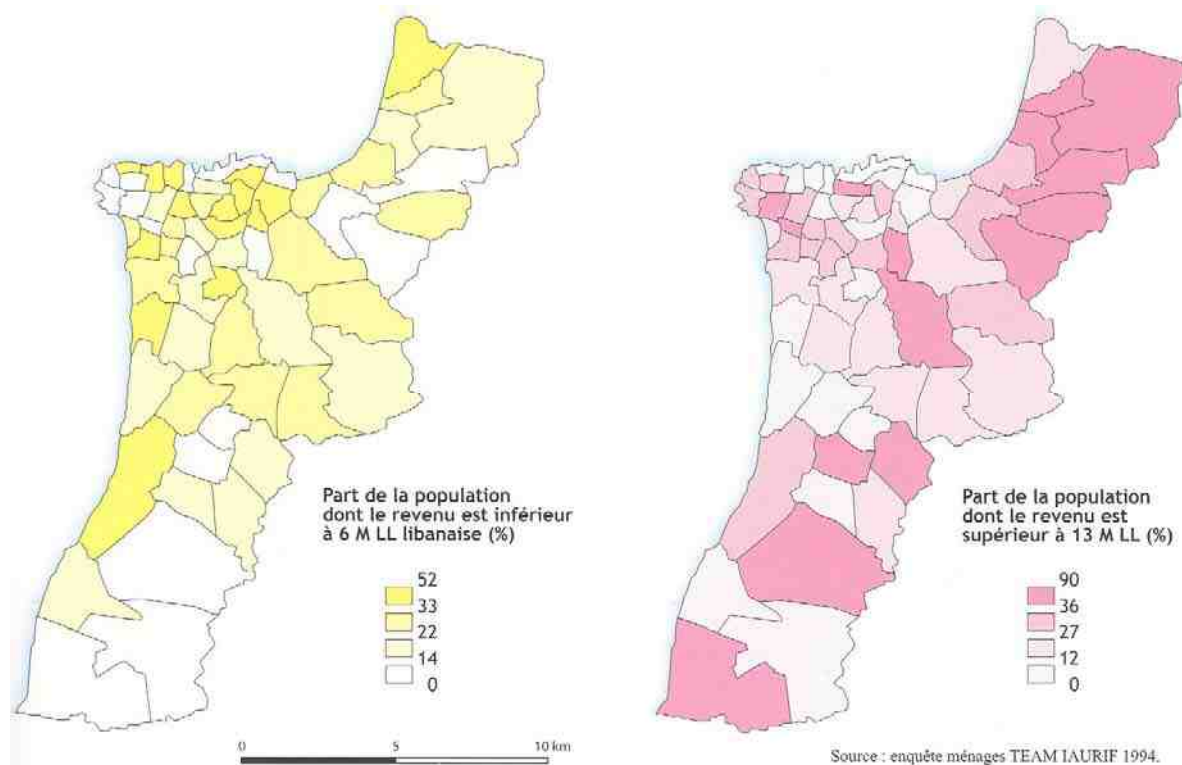 Part de la population
dont le revenu est inférieur
à 6 M LL libanaise (%)
52
33
22
14
0
Part de la population
dont le revenu est
supérieur à 13 M LL (%)
90
36
27
12
0
0
5
10 km
Source : enquête ménages TEAM IAURIF 1994.